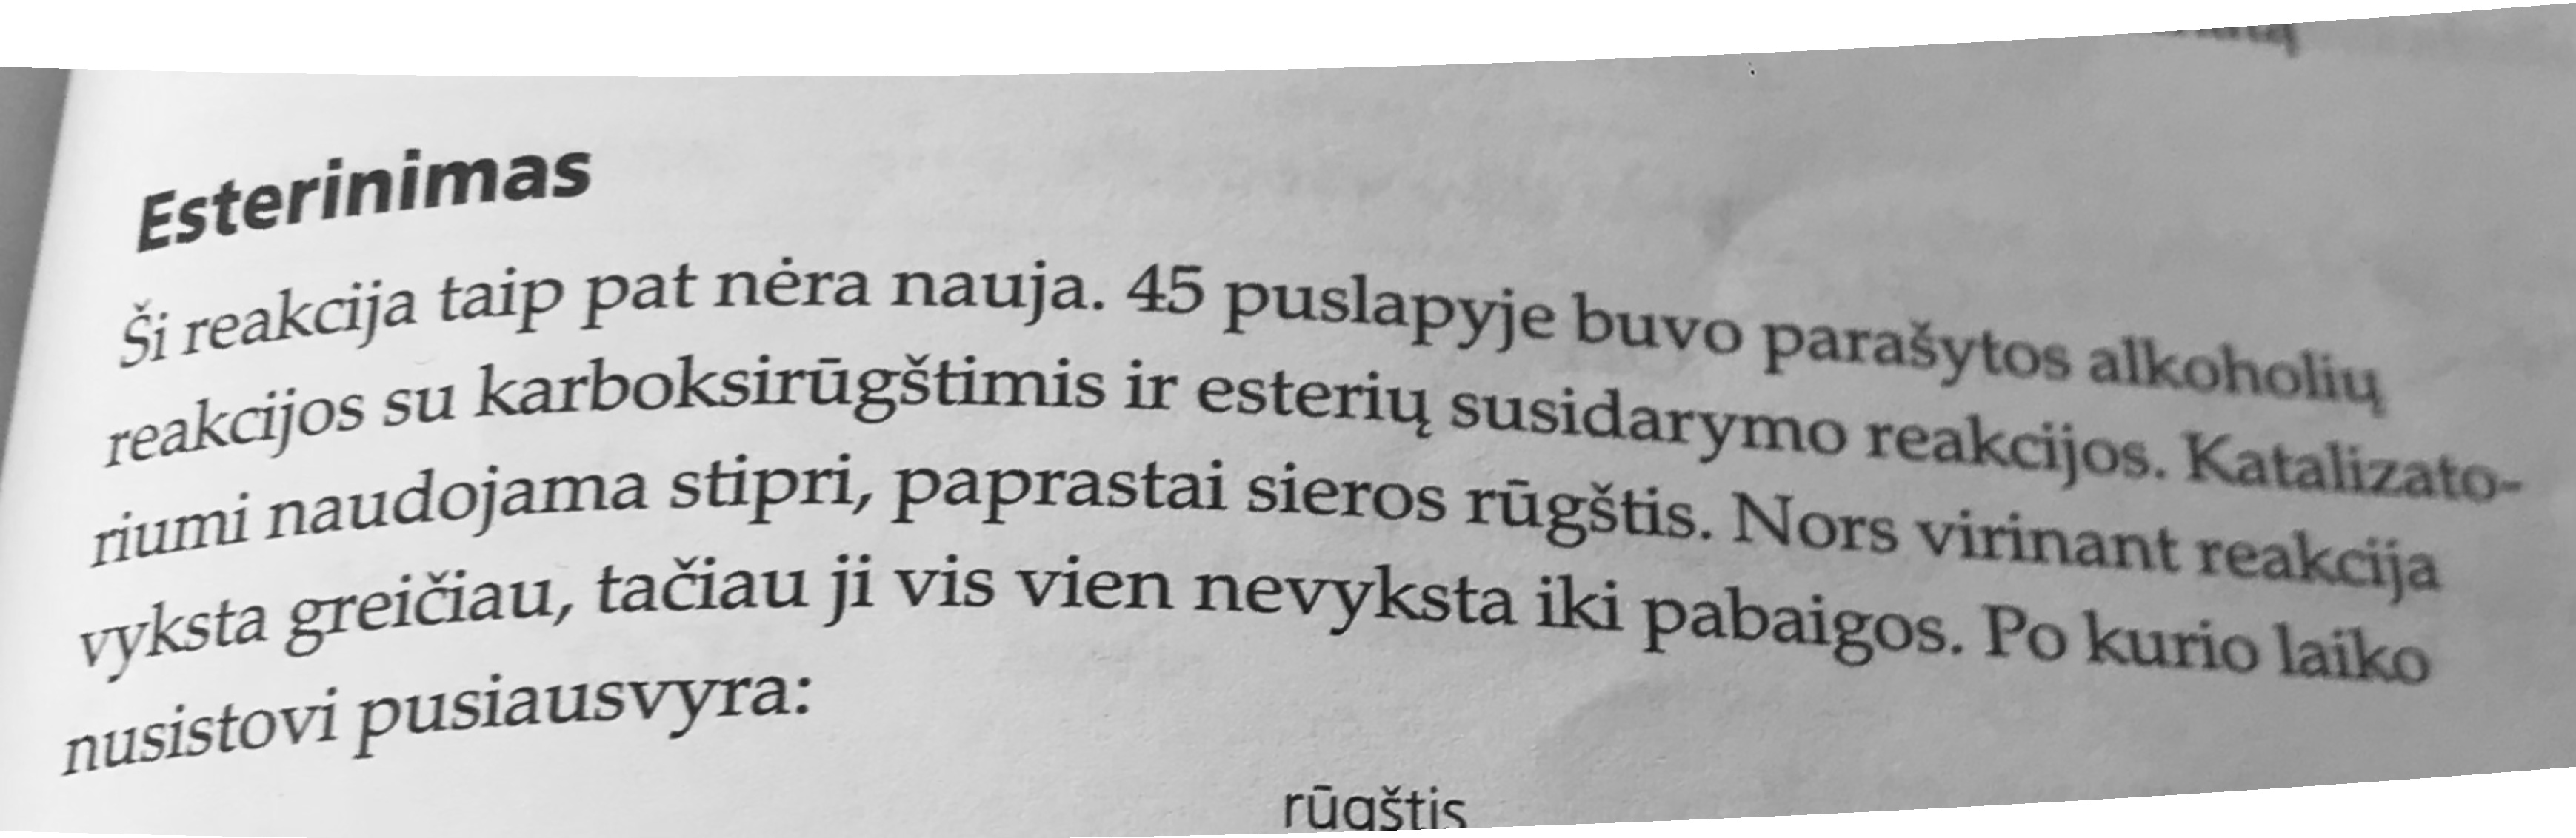 Esterinimas
Ši reakcija taip pat nėra nauja. 45 puslapyje buvo parašytos alkoholių
reakcijos su karboksirūgštimis ir esterių susidarymo reakcijos. Katalizato-
riumi naudojama stipri, paprastai sieros rūgštis. Nors virinant reakcija
vyksta greičiau, tačiau ji vis vien nevyksta iki pabaigos. Po kurio laiko
nusistovi pusiausvyra:
rūgštis